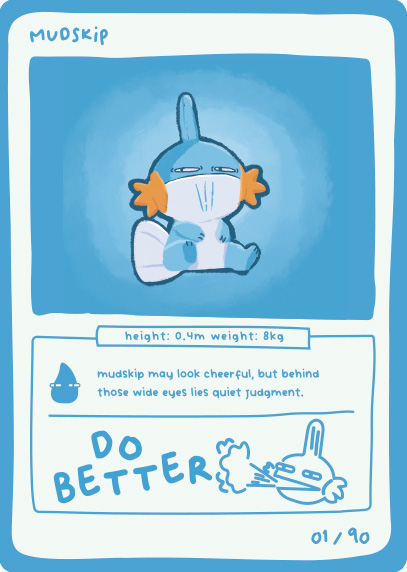 MUDSKIP
height: 0.4m weight: 8kg
mudskip may look cheerful, but behind
those wide eyes lies quiet judgment.
DO
BETTER
01/90